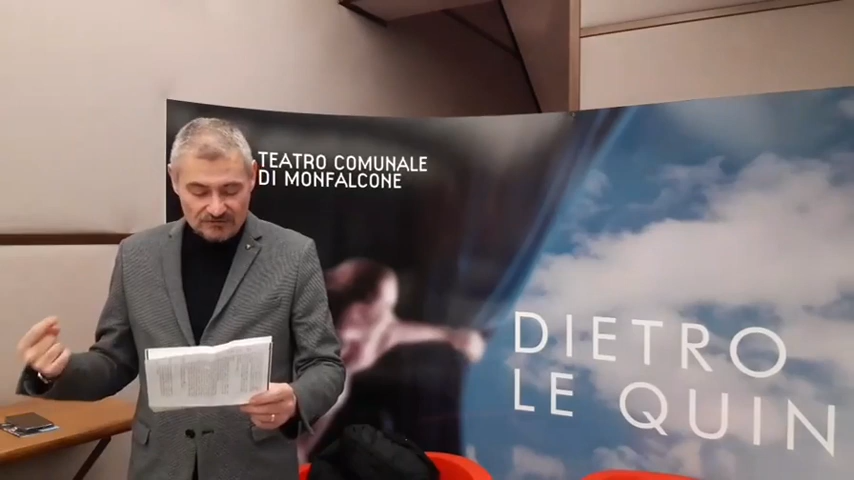 TEATRO COMUNALE
DI MONFALCONE
DIETRO
LE QUIN